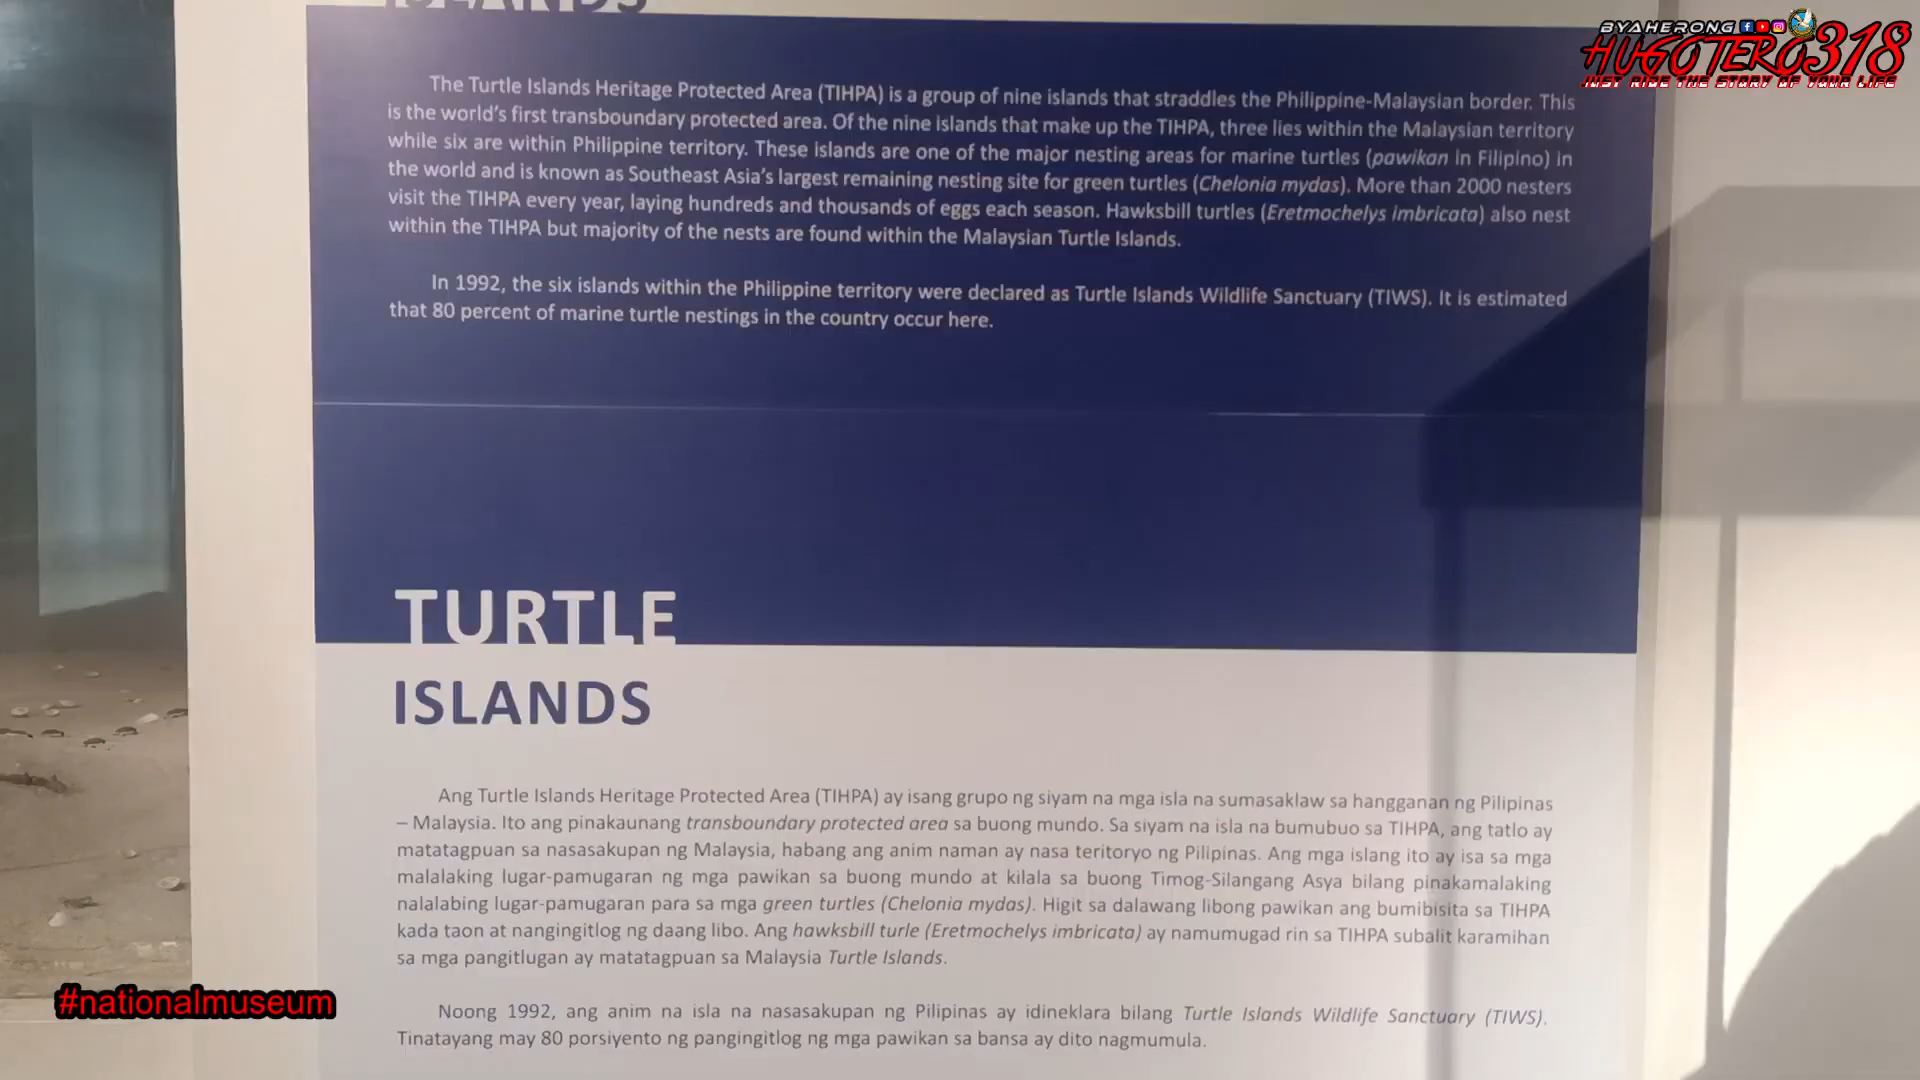 ISLANDS
BYAHERONG
HUGOTERO318
JUST RIDE THE STORY OF YOUR LIFE
The Turtle Islands Heritage Protected Area (TIHPA) is a group of nine islands that straddles the Philippine-Malaysian border. This
is the world's first transboundary protected area. Of the nine islands that make up the TIHPA, three lies within the Malaysian territory
while six are within Philippine territory. These islands are one of the major nesting areas for marine turtles (pawikan in Filipino) in
the world and is known as Southeast Asia's largest remaining nesting site for green turtles (Chelonia mydas). More than 2000 nesters
visit the TIHPA every year, laying hundreds and thousands of eggs each season. Hawksbill turtles (Eretmochelys imbricata) also nest
within the TIHPA but majority of the nests are found within the Malaysian Turtle Islands.
In 1992, the six islands within the Philippine territory were declared as Turtle Islands Wildlife Sanctuary (TIWS). It is estimated
that 80 percent of marine turtle nestings in the country occur here.
TURTLE
ISLANDS
Ang Turtle Islands Heritage Protected Area (TIHPA) ay isang grupo ng siyam na mga isla na sumasaklaw sa hangganan ng Pilipinas
– Malaysia. Ito ang pinakaunang transboundary protected area sa buong mundo. Sa siyam na isla na bumubuo sa TIHPA, ang tatlo ay
matatagpuan sa nasasakupan ng Malaysia, habang ang anim naman ay nasa teritoryo ng Pilipinas. Ang mga islang ito ay isa sa mga
malalaking lugar-pamugaran ng mga pawikan sa buong mundo at kilala sa buong Timog-Silangang Asya bilang pinakamalaking
nalalabing lugar-pamugaran para sa mga green turtles (Chelonia mydas). Higit sa dalawang libong pawikan ang bumibisita sa TIHPA
kada taon at nangingitlog ng daang libo. Ang hawksbill turle (Eretmochelys imbricata) ay namumugad rin sa TIHPA subalit karamihan
sa mga pangitlugan ay matatagpuan sa Malaysia Turtle Islands.
Noong 1992, ang anim na isla na nasasakupan ng Pilipinas ay idineklara bilang Turtle Islands Wildlife Sanctuary (TIWS).
Tinatayang may 80 porsiyento ng pangingitlog ng mga pawikan sa bansa ay dito nagmumula.
#nationalmuseum